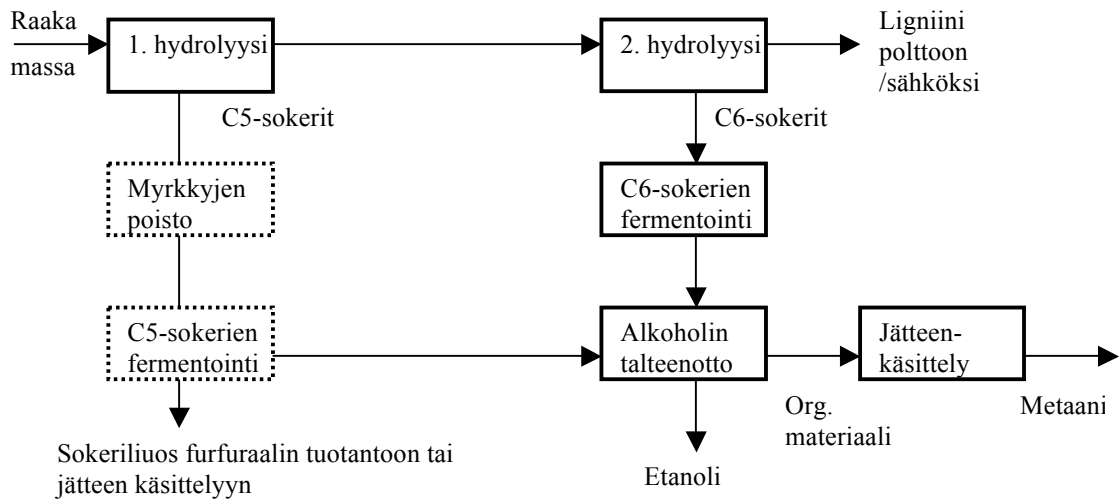 Raaka
massa
1. hydrolyysi
2. hydrolyysi
Ligniini
polttoon
/sähköksi
C5-sokerit
C6-sokerit
Myrkkyjen
poisto
C6-sokerien
fermentointi
C5-sokerien
fermentointi
Alkoholin
talteenotto
Jätteen-
käsittely
Org.
materiaali
Metaani
Sokeriliuos furfuraalin tuotantoon tai
jätteen käsittelyyn
Etanoli